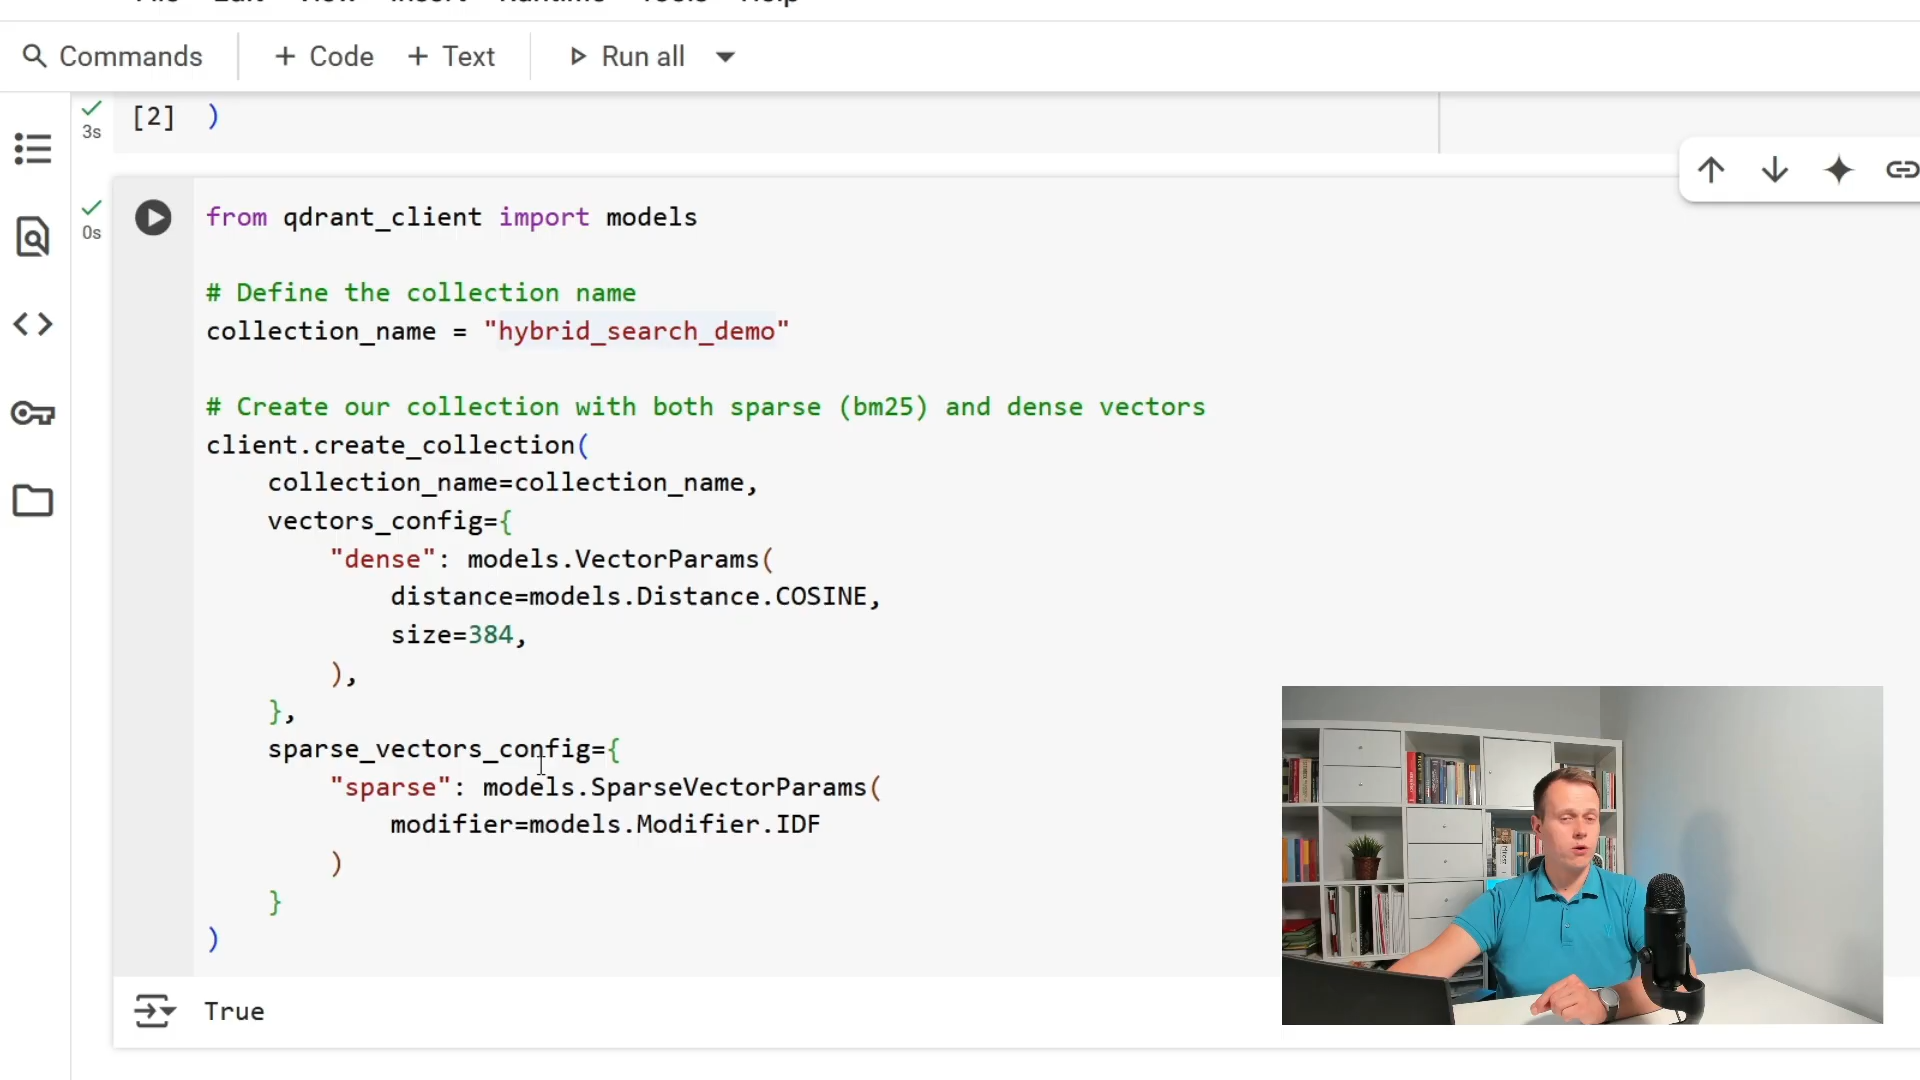 Commands
+ Code
+ Text
Run all
3s
[2] )
0s
from qdrant_client import models
# Define the collection name
collection_name = "hybrid_search_demo"
# Create our collection with both sparse (bm25) and dense vectors
client.create_collection(
collection_name=collection_name,
vectors_config={
"dense": models.VectorParams(
distance=models.Distance.COSINE,
size=384,
),
},
sparse_vectors_config={
"sparse": models.SparseVectorParams(
modifier=models.Modifier.IDF
)
}
)
True